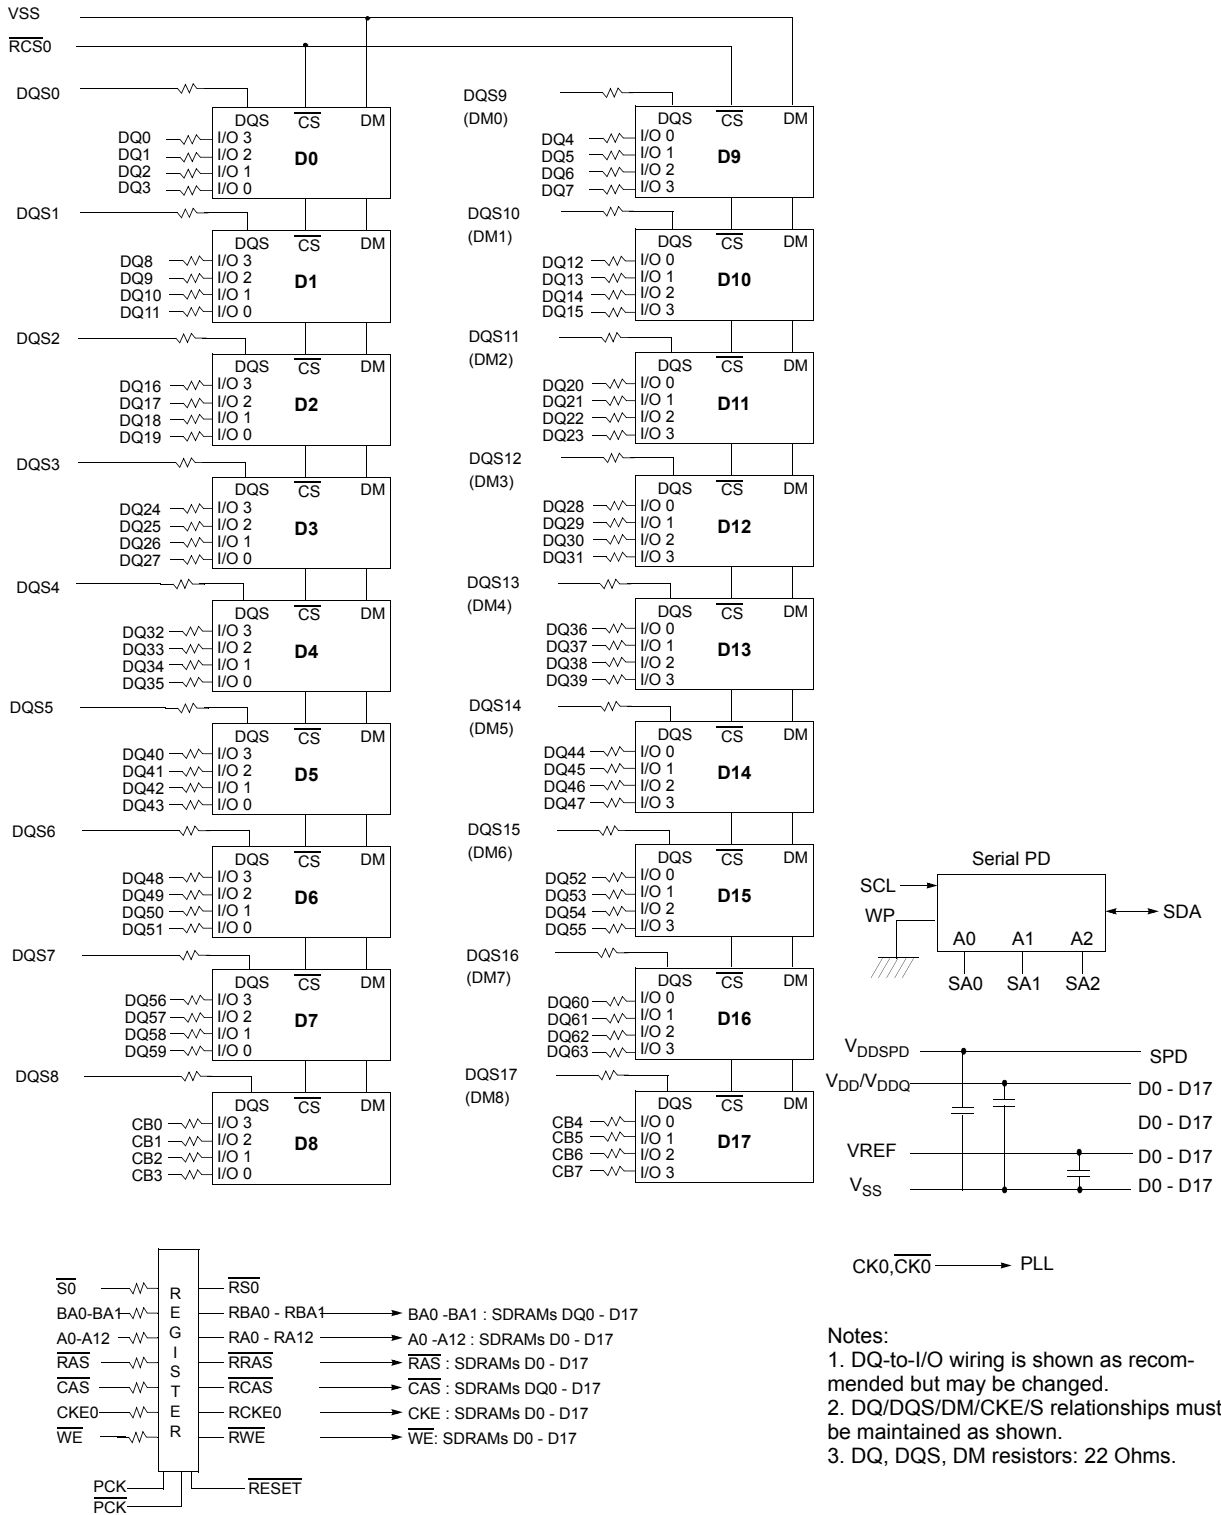 VSS
RCS0
DQS0
DQS CS DM
DQ0 I/O 3
DQ1 I/O 2
DQ2 I/O 1
DQ3 I/O 0
D0
DQS1
DQS CS DM
DQ8 I/O 3
DQ9 I/O 2
DQ10 I/O 1
DQ11 I/O 0
D1
DQS2
DQS CS DM
DQ16 I/O 3
DQ17 I/O 2
DQ18 I/O 1
DQ19 I/O 0
D2
DQS3
DQS CS DM
DQ24 I/O 3
DQ25 I/O 2
DQ26 I/O 1
DQ27 I/O 0
D3
DQS4
DQS CS DM
DQ32 I/O 3
DQ33 I/O 2
DQ34 I/O 1
DQ35 I/O 0
D4
DQS5
DQS CS DM
DQ40 I/O 3
DQ41 I/O 2
DQ42 I/O 1
DQ43 I/O 0
D5
DQS6
DQS CS DM
DQ48 I/O 3
DQ49 I/O 2
DQ50 I/O 1
DQ51 I/O 0
D6
DQS7
DQS CS DM
DQ56 I/O 3
DQ57 I/O 2
DQ58 I/O 1
DQ59 I/O 0
D7
DQS8
DQS CS DM
CB0 I/O 3
CB1 I/O 2
CB2 I/O 1
CB3 I/O 0
D8
DQS9
(DM0)
DQS CS DM
DQ4 I/O 0
DQ5 I/O 1
DQ6 I/O 2
DQ7 I/O 3
D9
DQS10
(DM1)
DQS CS DM
DQ12 I/O 0
DQ13 I/O 1
DQ14 I/O 2
DQ15 I/O 3
D10
DQS11
(DM2)
DQS CS DM
DQ20 I/O 0
DQ21 I/O 1
DQ22 I/O 2
DQ23 I/O 3
D11
DQS12
(DM3)
DQS CS DM
DQ28 I/O 0
DQ29 I/O 1
DQ30 I/O 2
DQ31 I/O 3
D12
DQS13
(DM4)
DQS CS DM
DQ36 I/O 0
DQ37 I/O 1
DQ38 I/O 2
DQ39 I/O 3
D13
DQS14
(DM5)
DQS CS DM
DQ44 I/O 0
DQ45 I/O 1
DQ46 I/O 2
DQ47 I/O 3
D14
DQS15
(DM6)
DQS CS DM
DQ52 I/O 0
DQ53 I/O 1
DQ54 I/O 2
DQ55 I/O 3
D15
DQS16
(DM7)
DQS CS DM
DQ60 I/O 0
DQ61 I/O 1
DQ62 I/O 2
DQ63 I/O 3
D16
DQS17
(DM8)
DQS CS DM
CB4 I/O 0
CB5 I/O 1
CB6 I/O 2
CB7 I/O 3
D17
Serial PD
SCL
WP
SDA
A0 A1 A2
SA0 SA1 SA2
VDDSPD SPD
VDD/VDDQ D0 - D17
D0 - D17
VREF D0 - D17
VSS D0 - D17
CK0,CK0 PLL
REGISTER
S0 RS0
BA0-BA1 RBA0 - RBA1 BA0 -BA1 : SDRAMs DQ0 - D17
A0-A12 RA0 - RA12 A0 -A12 : SDRAMs D0 - D17
RAS RRAS RAS : SDRAMs D0 - D17
CAS RCAS CAS : SDRAMs DQ0 - D17
CKE0 RCKE0 CKE : SDRAMs D0 - D17
WE RWE WE: SDRAMs D0 - D17
PCK
PCK
RESET
Notes:
1. DQ-to-I/O wiring is shown as recom-
mended but may be changed.
2. DQ/DQS/DM/CKE/S relationships must
be maintained as shown.
3. DQ, DQS, DM resistors: 22 Ohms.